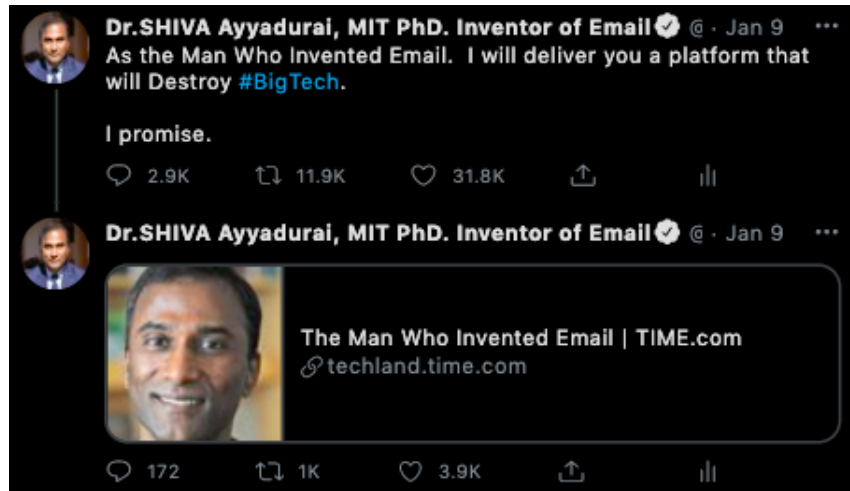 Dr.SHIVA Ayyadurai, MIT PhD. Inventor of Email @ · Jan 9
As the Man Who Invented Email. I will deliver you a platform that
will Destroy #BigTech.
I promise.
2.9K 11.9K 31.8K
Dr.SHIVA Ayyadurai, MIT PhD. Inventor of Email @ · Jan 9
The Man Who Invented Email | TIME.com
techland.time.com
172 1K 3.9K